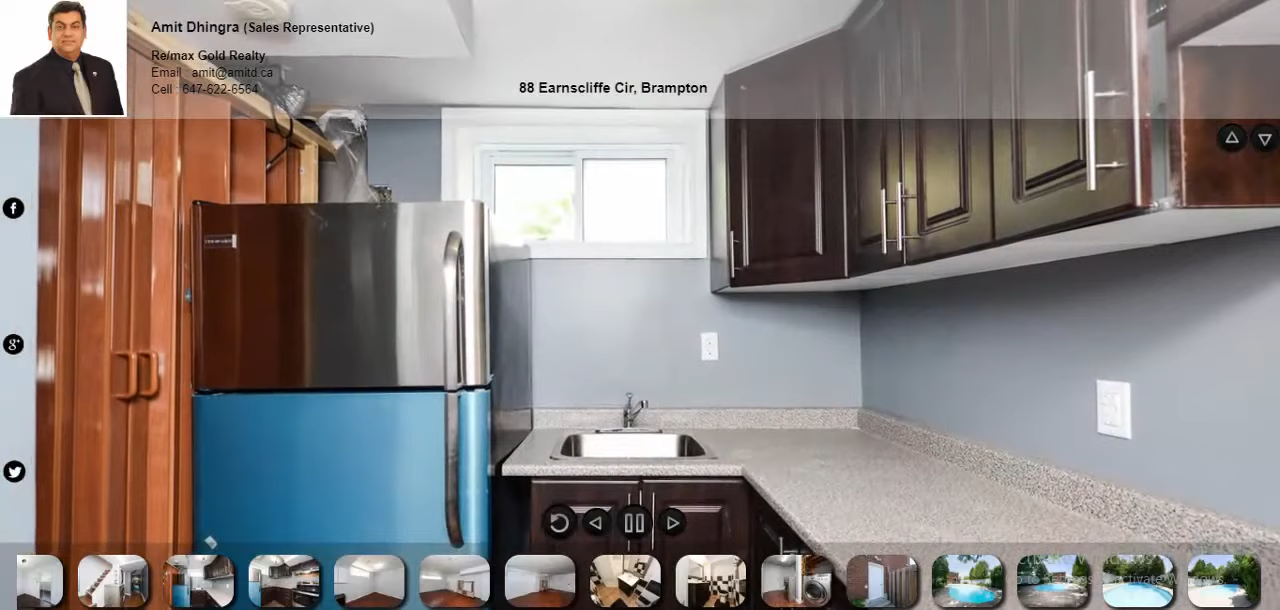 Amit Dhingra (Sales Representative)
Re/max Gold Realty
Email : amit@amitd.ca
Cell : 647-622-6564
88 Earnscliffe Cir, Brampton